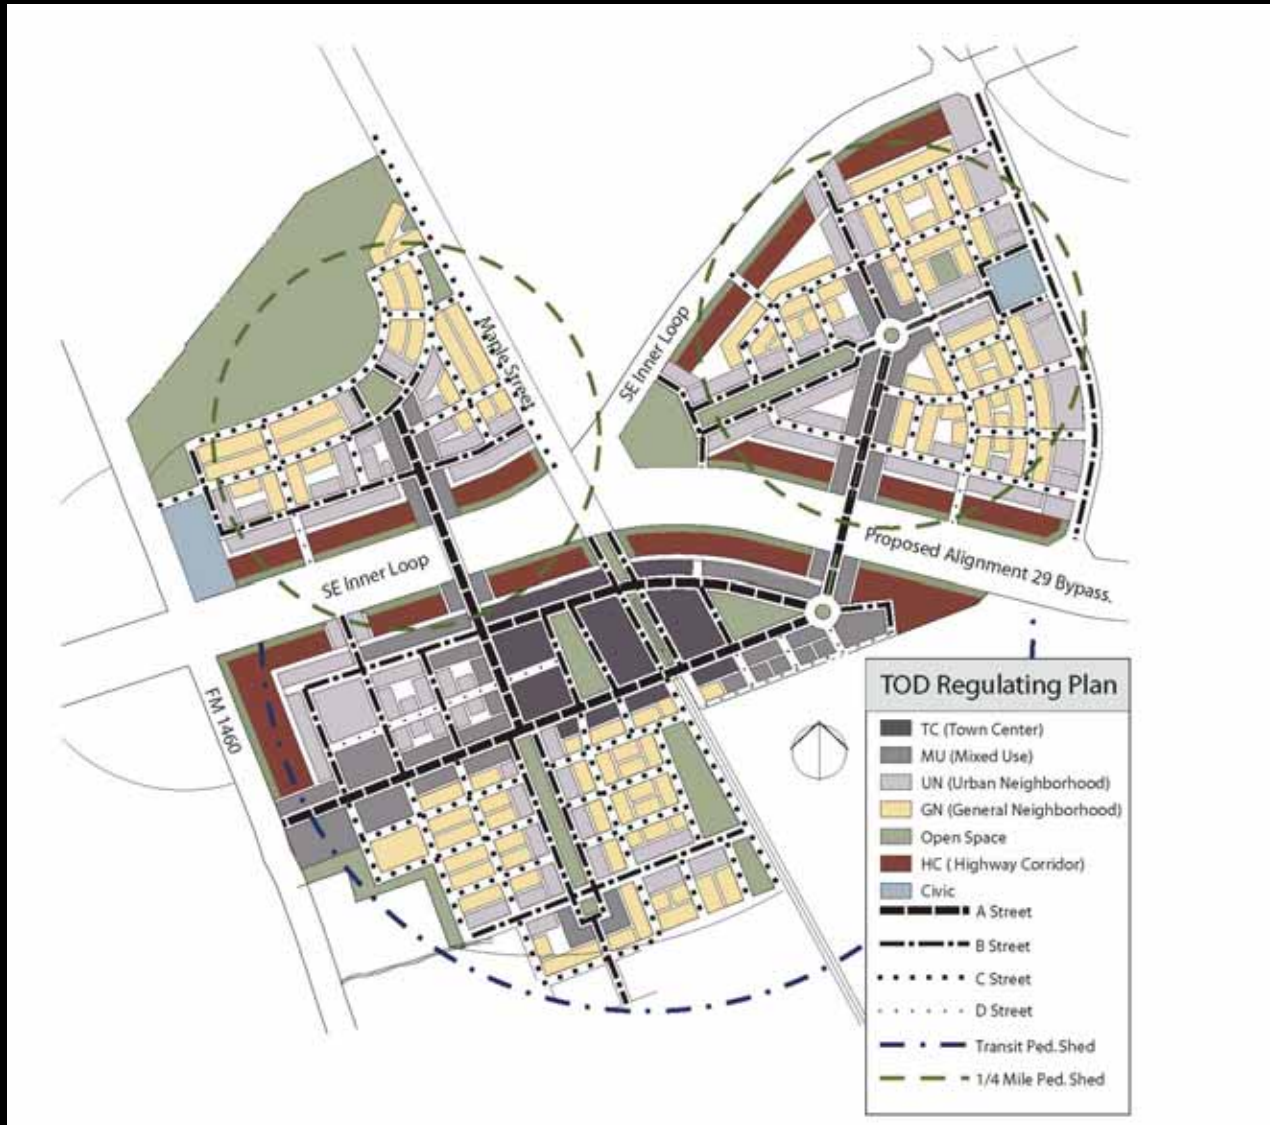 Maple Street
SE Inner Loop
SE Inner Loop
Proposed Alignment 29 Bypass.
FM 1460
TOD Regulating Plan
TC (Town Center)
MU (Mixed Use)
UN (Urban Neighborhood)
GN (General Neighborhood)
Open Space
HC ( Highway Corridor)
Civic
A Street
B Street
C Street
D Street
Transit Ped. Shed
1/4 Mile Ped. Shed